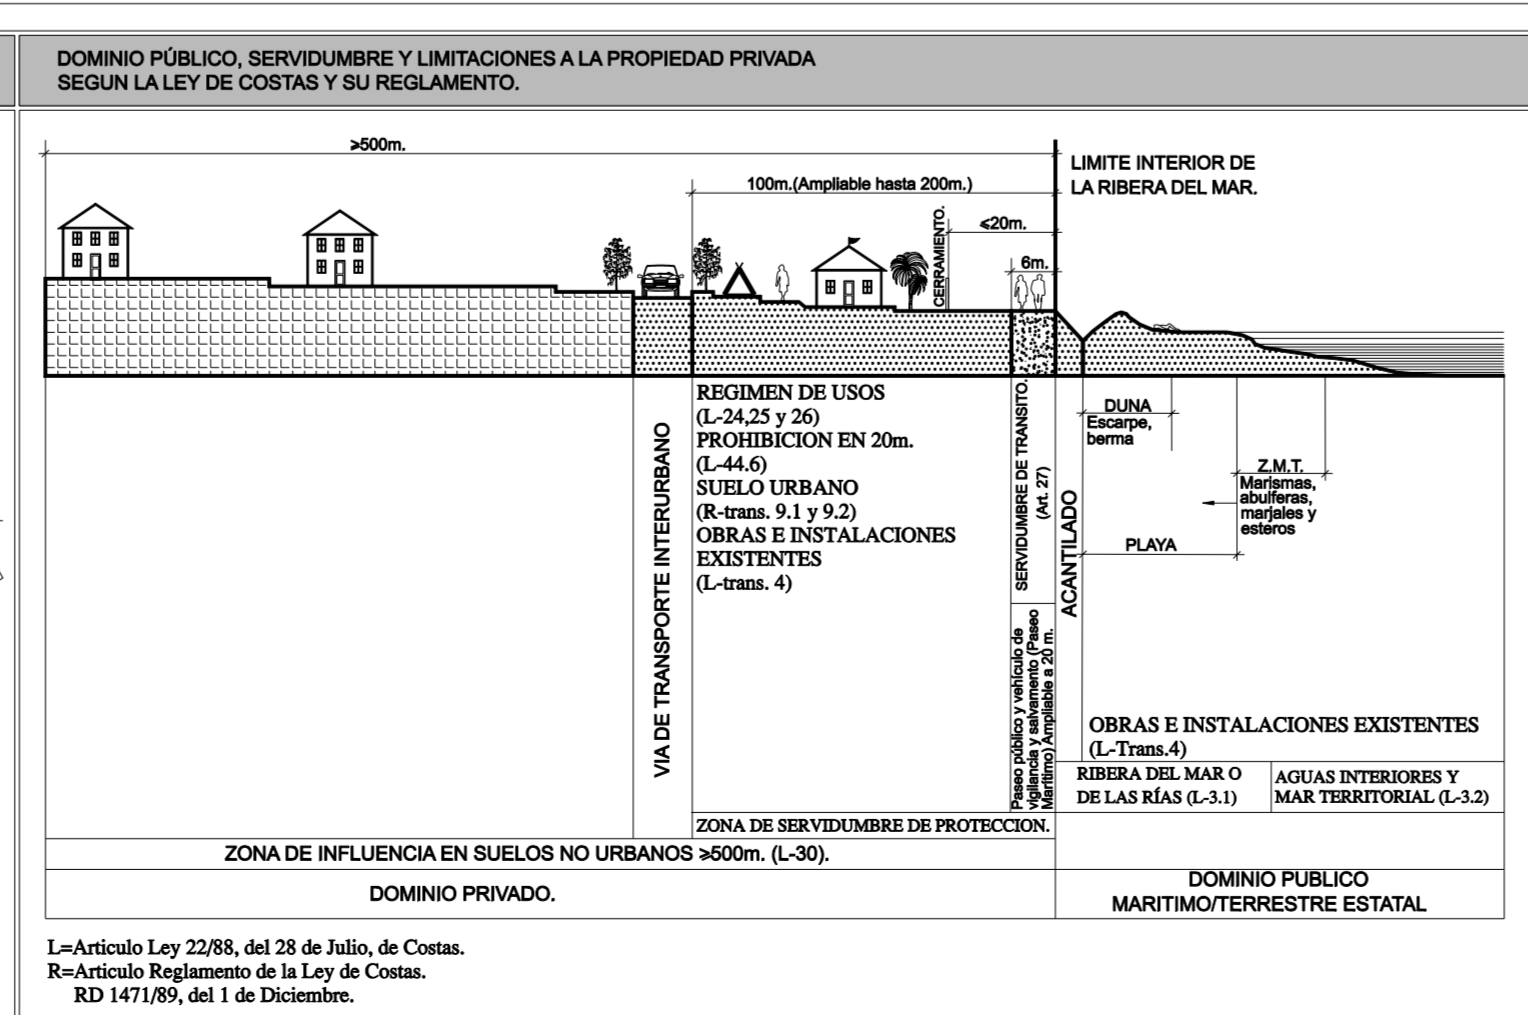 DOMINIO PÚBLICO, SERVIDUMBRE Y LIMITACIONES A LA PROPIEDAD PRIVADA
SEGUN LA LEY DE COSTAS Y SU REGLAMENTO.
≥500m.
LIMITE INTERIOR DE
LA RIBERA DEL MAR.
100m.(Ampliable hasta 200m.)
CERRAMIENTO.
≤20m.
6m.
VIA DE TRANSPORTE INTERURBANO
REGIMEN DE USOS
(L-24,25 y 26)
PROHIBICION EN 20m.
(L-44.6)
SUELO URBANO
(R-trans. 9.1 y 9.2)
OBRAS E INSTALACIONES
EXISTENTES
(L-trans. 4)
SERVIDUMBRE DE TRANSITO.
(Art. 27)
Paseo público y vehículo de
vigilancia y salvamento (Paseo
Marítimo) Ampliable a 20 m.
ACANTILADO
DUNA
Escarpe,
berma
Z.M.T.
Marismas,
abulferas,
marjales y
esteros
PLAYA
OBRAS E INSTALACIONES EXISTENTES
(L-Trans.4)
RIBERA DEL MAR O
DE LAS RÍAS (L-3.1)
AGUAS INTERIORES Y
MAR TERRITORIAL (L-3.2)
ZONA DE SERVIDUMBRE DE PROTECCION.
ZONA DE INFLUENCIA EN SUELOS NO URBANOS ≥500m. (L-30).
DOMINIO PRIVADO.
DOMINIO PUBLICO
MARITIMO/TERRESTRE ESTATAL
L=Articulo Ley 22/88, del 28 de Julio, de Costas.
R=Articulo Reglamento de la Ley de Costas.
RD 1471/89, del 1 de Diciembre.